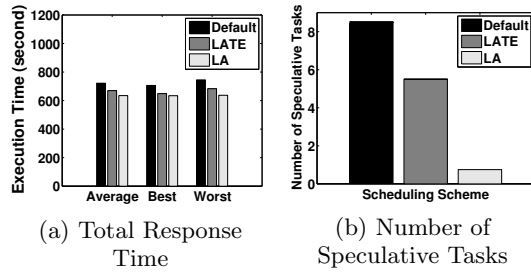 Execution Time (second)
1200
1000
800
600
400
200
0
Default
LATE
LA
Average Best Worst
(a) Total Response
Time
Number of Speculative Tasks
8
6
4
2
0
Default
LATE
LA
Scheduling Scheme
(b) Number of
Speculative Tasks